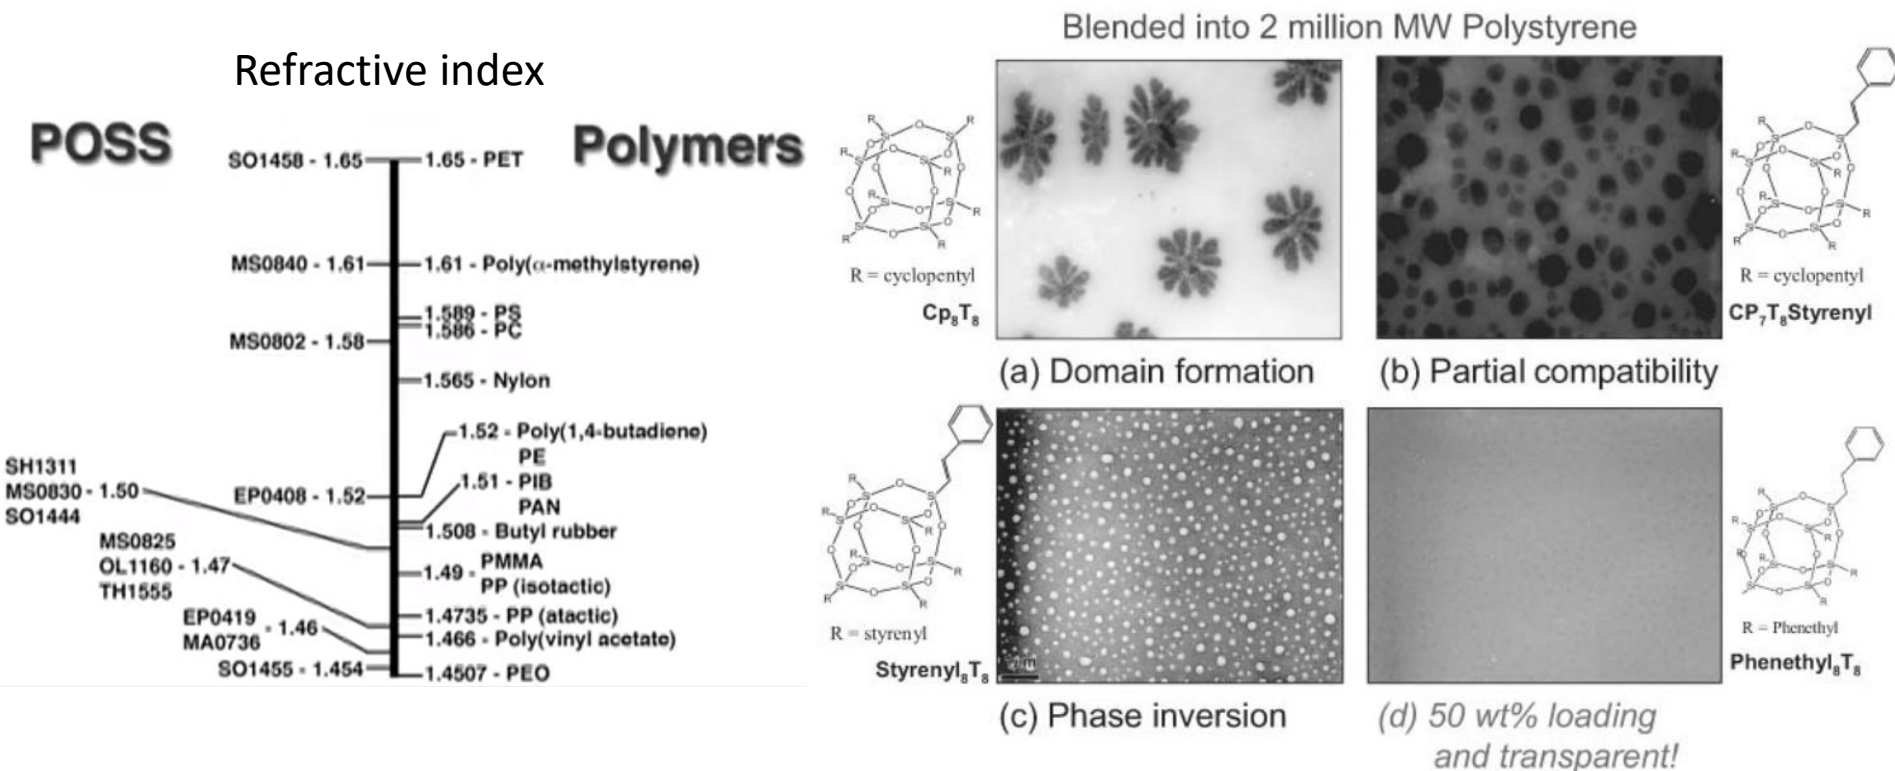 Refractive index
POSS
Polymers
SO1458 - 1.65
1.65 - PET
MS0840 - 1.61
1.61 - Poly(α-methylstyrene)
1.589 - PS
1.586 - PC
MS0802 - 1.58
1.565 - Nylon
1.52 - Poly(1,4-butadiene)
PE
EP0408 - 1.52
1.51 - PIB
PAN
SH1311
MS0830 - 1.50
SO1444
1.508 - Butyl rubber
MS0825
OL1160 - 1.47
TH1555
1.49 - PMMA
PP (isotactic)
1.4735 - PP (atactic)
EP0419
MA0736 - 1.46
1.466 - Poly(vinyl acetate)
SO1455 - 1.454
1.4507 - PEO
Blended into 2 million MW Polystyrene
R = cyclopentyl
Cp8T8
(a) Domain formation
R = cyclopentyl
CP7T8Styrenyl
(b) Partial compatibility
R = styrenyl
Styrenyl8T8
(c) Phase inversion
R = Phenethyl
Phenethyl8T8
(d) 50 wt% loading
and transparent!